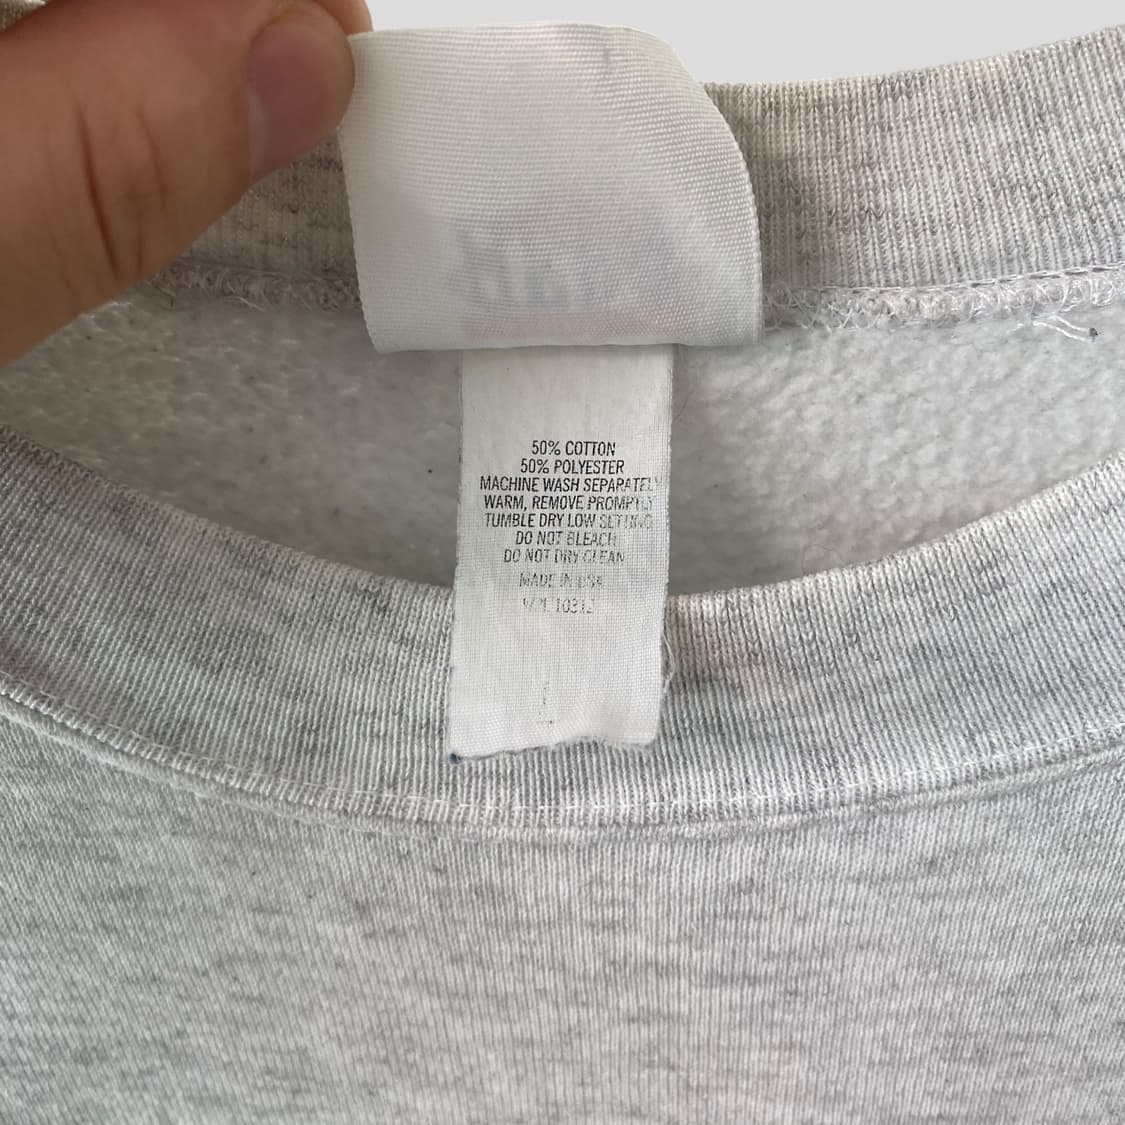 50% COTTON
50% POLYESTER
MACHINE WASH SEPARATELY
WARM, REMOVE PROMPTLY
TUMBLE DRY LOW SETTING
DO NOT BLEACH
DO NOT DRY CLEAN
MADE IN USA